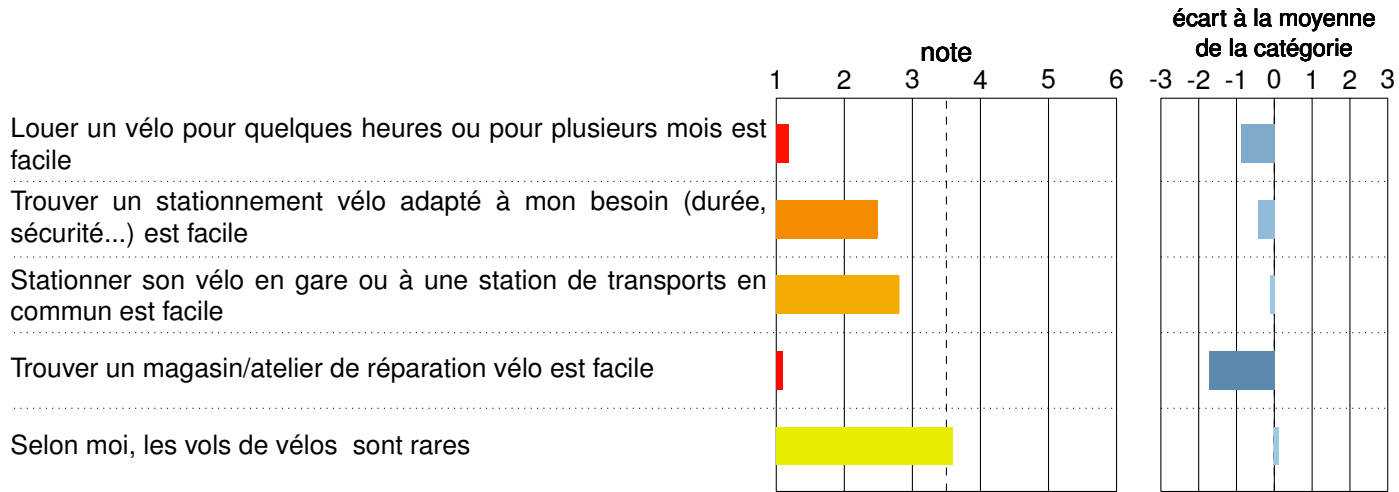 écart à la moyenne
de la catégorie
note
1 2 3 4 5 6
-3 -2 -1 0 1 2 3
Louer un vélo pour quelques heures ou pour plusieurs mois est
facile
Trouver un stationnement vélo adapté à mon besoin (durée,
sécurité...) est facile
Stationner son vélo en gare ou à une station de transports en
commun est facile
Trouver un magasin/atelier de réparation vélo est facile
Selon moi, les vols de vélos sont rares